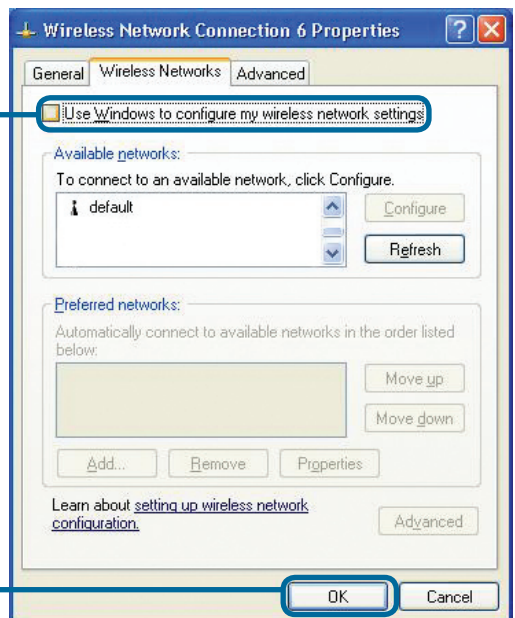 Wireless Network Connection 6 Properties
General Wireless Networks Advanced
Use Windows to configure my wireless network settings
Available networks:
To connect to an available network, click Configure.
default
Configure
Refresh
Preferred networks:
Automatically connect to available networks in the order listed
below:
Move up
Move down
Add... Remove Properties
Learn about setting up wireless network
configuration.
Advanced
OK Cancel